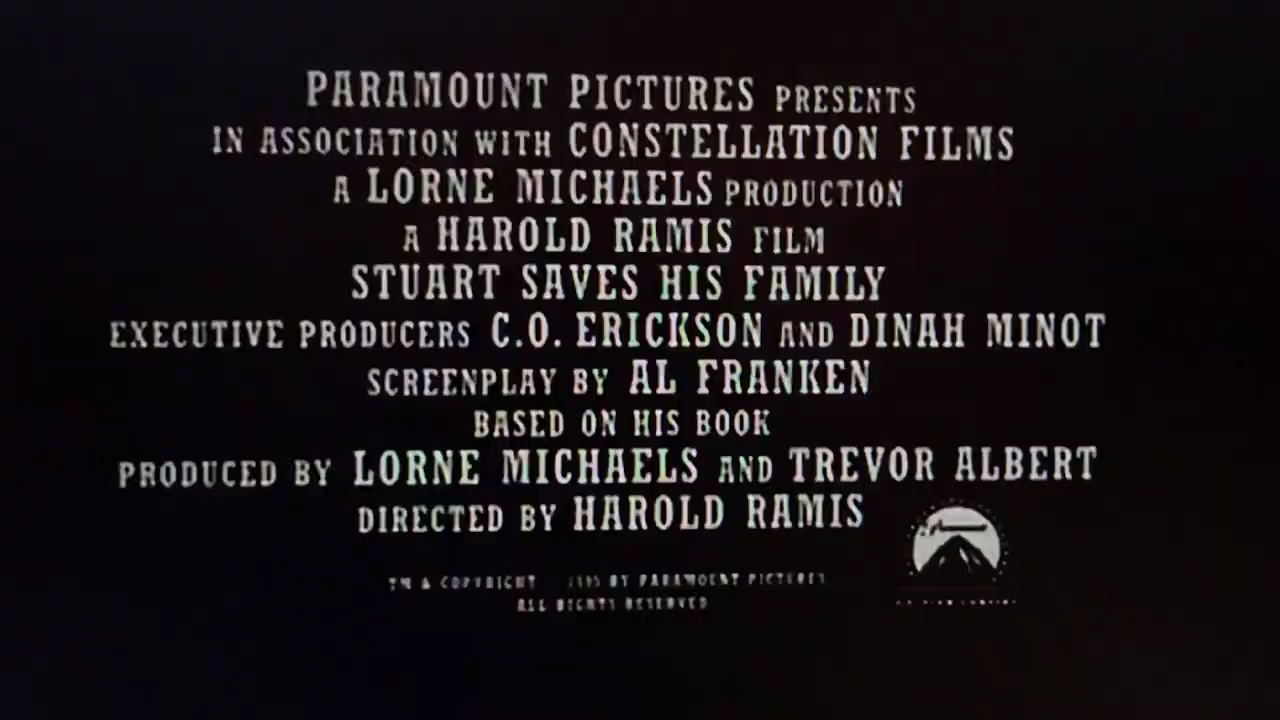 PARAMOUNT PICTURES PRESENTS
IN ASSOCIATION WITH CONSTELLATION FILMS
A LORNE MICHAELS PRODUCTION
A HAROLD RAMIS FILM
STUART SAVES HIS FAMILY
EXECUTIVE PRODUCERS C.O. ERICKSON AND DINAH MINOT
SCREENPLAY BY AL FRANKEN
BASED ON HIS BOOK
PRODUCED BY LORNE MICHAELS AND TREVOR ALBERT
DIRECTED BY HAROLD RAMIS
TM & COPYRIGHT 1995 BY PARAMOUNT PICTURES
ALL RIGHTS RESERVED